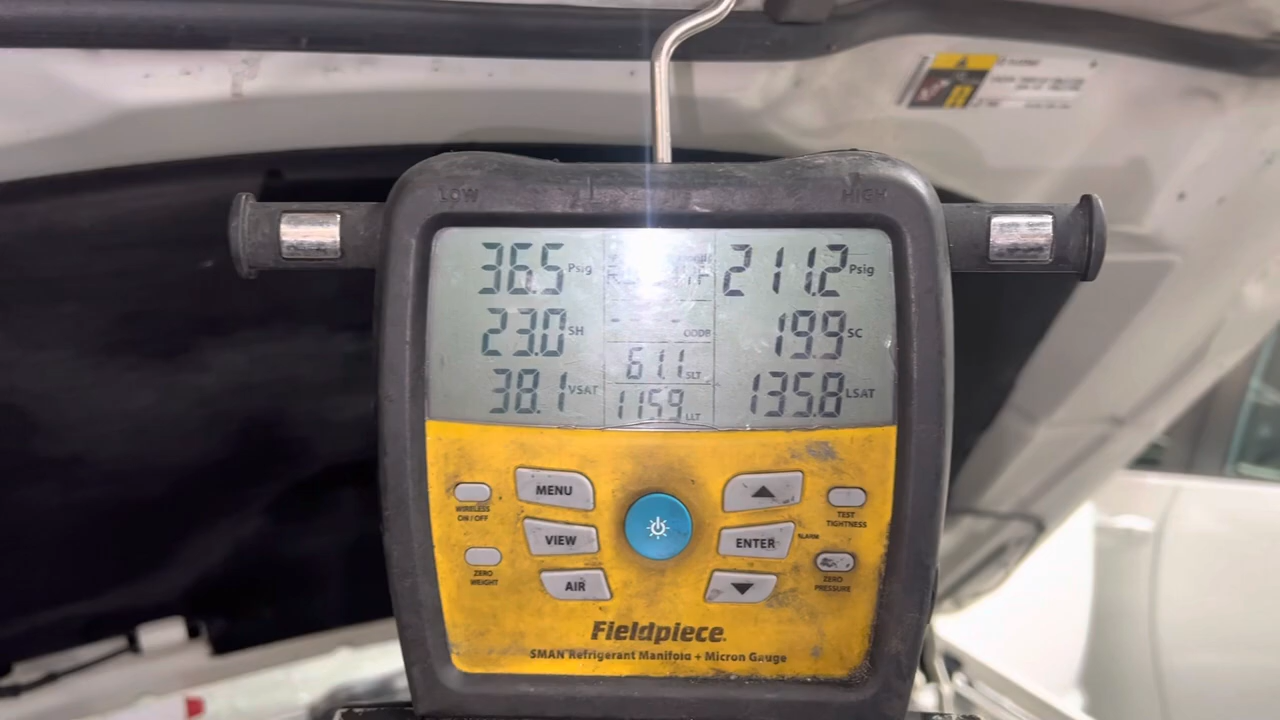 LOW
HIGH
36.5 Psig
211.2 Psig
23.0 SH
OODB
19.9 SC
61.1 SLT
38.1 VSAT
115.9 LLT
135.8 LSAT
MENU
WIRELESS
ON / OFF
TEST
TIGHTNESS
VIEW
ENTER
ALARM
ZERO
WEIGHT
AIR
ZERO
PRESSURE
Fieldpiece
SMAN Refrigerant Manifold + Micron Gauge